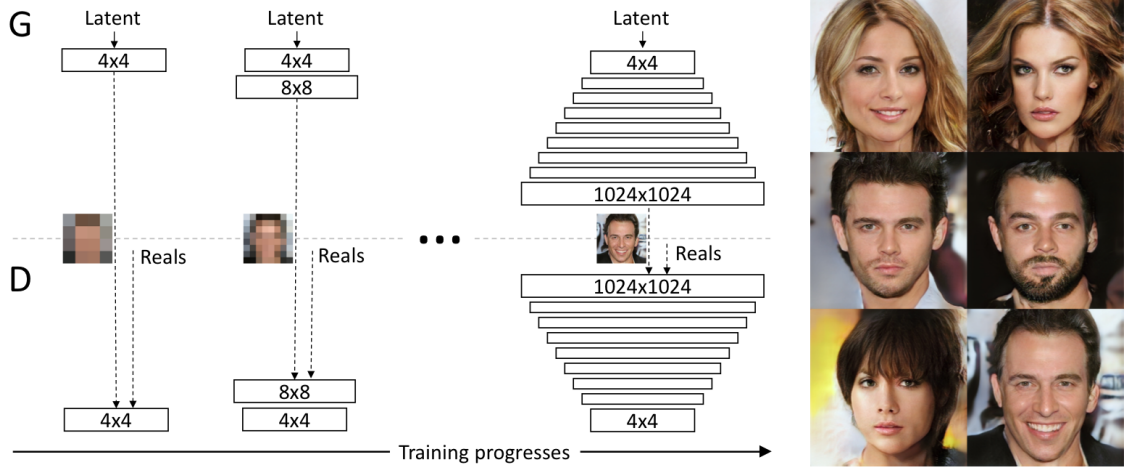 G
Latent
4x4
Latent
4x4
8x8
Latent
4x4
1024x1024
Reals
Reals
Reals
D
1024x1024
8x8
4x4
4x4
4x4
Training progresses